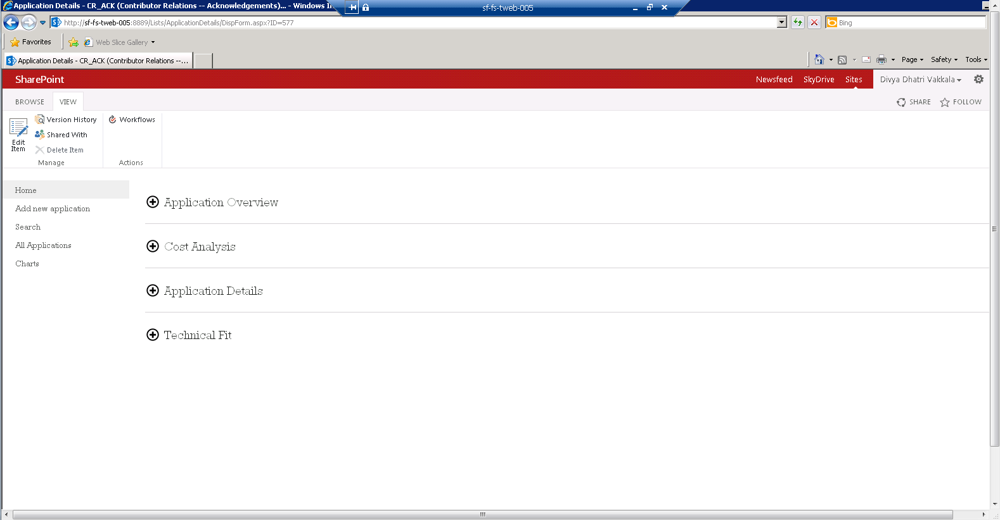 Application Details - CR_ACK (Contributor Relations -- Acknowledgements)... - Windows In
sf-fs-tweb-005
http://sf-fs-tweb-005:8889/Lists/ApplicationDetails/DispForm.aspx?ID=577
Bing
Favorites
Web Slice Gallery
Application Details - CR_ACK (Contributor Relations --...
Page
Safety
Tools
SharePoint
Newsfeed
SkyDrive
Sites
Divya Dhatri Vakkala
BROWSE
VIEW
SHARE
FOLLOW
Edit
Item
Version History
Shared With
Delete Item
Manage
Workflows
Actions
Home
Add new application
Search
All Applications
Charts
Application Overview
Cost Analysis
Application Details
Technical Fit